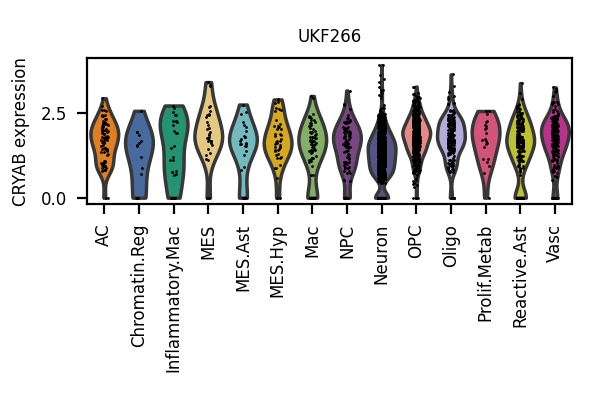 UKF266
CRYAB expression
2.5
0.0
AC
Chromatin.Reg
Inflammatory.Mac
MES
MES.Ast
MES.Hyp
Mac
NPC
Neuron
OPC
Oligo
Prolif.Metab
Reactive.Ast
Vasc